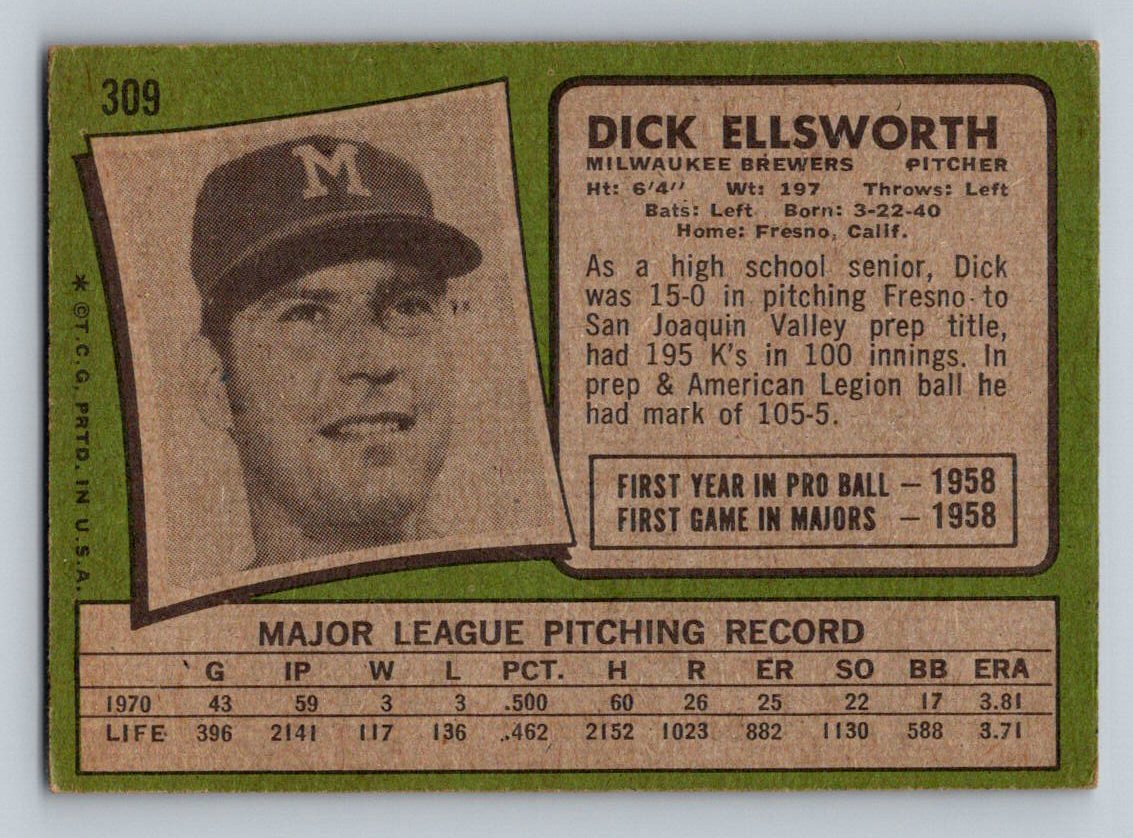 309
M
* © T. C. G. PRTD. IN U. S. A.
DICK ELLSWORTH
MILWAUKEE BREWERS PITCHER
Ht: 6'4" Wt: 197 Throws: Left
Bats: Left Born: 3-22-40
Home: Fresno, Calif.
As a high school senior, Dick
was 15-0 in pitching Fresno to
San Joaquin Valley prep title,
had 195 K's in 100 innings. In
prep & American Legion ball he
had mark of 105-5.
FIRST YEAR IN PRO BALL – 1958
FIRST GAME IN MAJORS – 1958
MAJOR LEAGUE PITCHING RECORD
G IP W L PCT. H R ER SO BB ERA
1970 43 59 3 3 .500 60 26 25 22 17 3.81
LIFE 396 2141 117 136 .462 2152 1023 882 1130 588 3.71